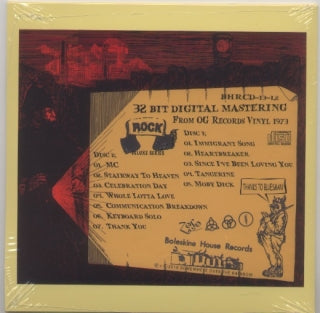 BHRCD-13-12
32 BIT DIGITAL MASTERING
FROM OG RECORDS VINYL 1973
ROCK
DISC 1;
01. IMMIGRANT SONG
02. HEARTBREAKER
03. SINCE I'VE BEEN LOVING YOU
04. TANGERINE
05. MOBY DICK
DISC 2;
01. MC
02. STAIRWAY TO HEAVEN
03. CELEBRATION DAY
04. WHOLE LOTTA LOVE
05. COMMUNICATION BREAKDOWN
06. KEYBOARD SOLO
07. THANK YOU
THANKS TO BLUESMAN!
Boleskine House Records